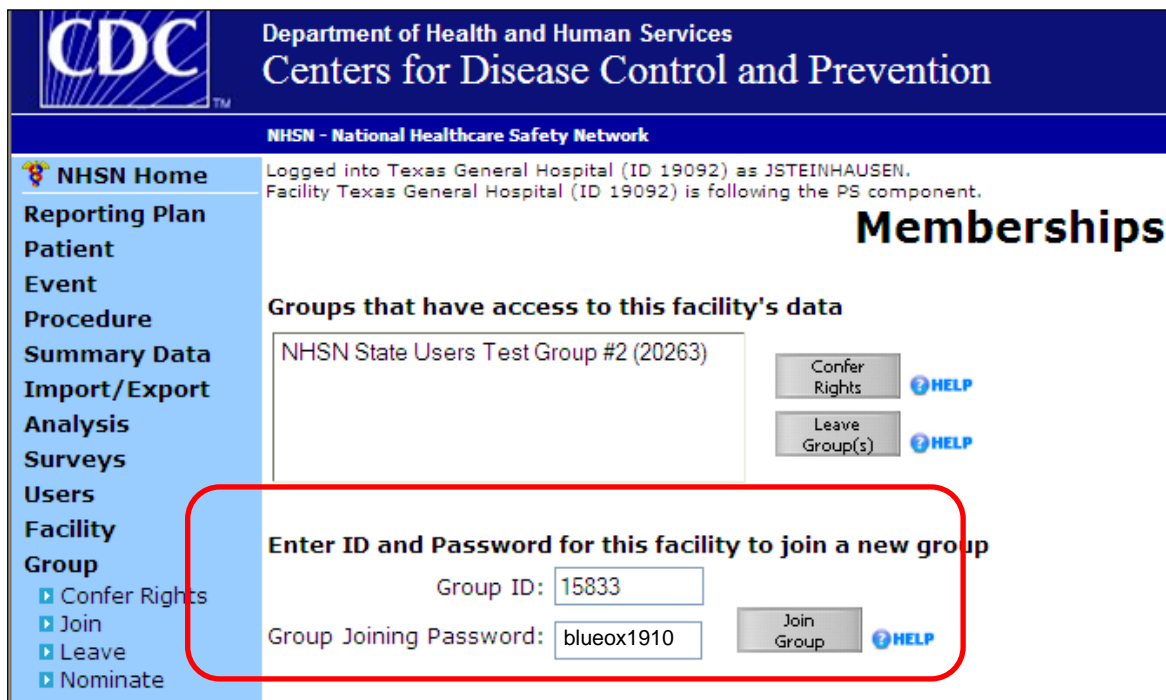 CDC
TM
Department of Health and Human Services
Centers for Disease Control and Prevention
NHSN - National Healthcare Safety Network
NHSN Home
Reporting Plan
Patient
Event
Procedure
Summary Data
Import/Export
Analysis
Surveys
Users
Facility
Group
Confer Rights
Join
Leave
Nominate
Logged into Texas General Hospital (ID 19092) as JSTEINHAUSEN.
Facility Texas General Hospital (ID 19092) is following the PS component.
Memberships
Groups that have access to this facility's data
NHSN State Users Test Group #2 (20263)
Confer
Rights
?HELP
Leave
Group(s)
?HELP
Enter ID and Password for this facility to join a new group
Group ID: 15833
Group Joining Password: blueox1910
Join
Group
?HELP